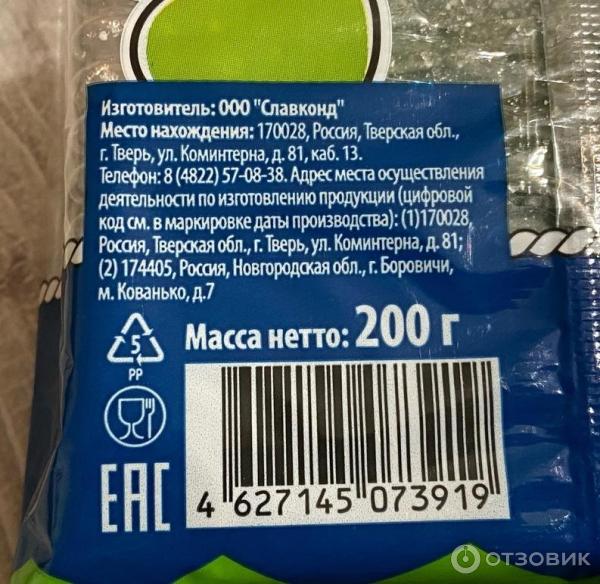 Изготовитель: ООО "Славконд"
Место нахождения: 170028, Россия, Тверская обл.,
г. Тверь, ул. Коминтерна, д. 81, каб. 13.
Телефон: 8 (4822) 57-08-38. Адрес места осуществления
деятельности по изготовлению продукции (цифровой
код см. в маркировке даты производства): (1)170028,
Россия, Тверская обл., г. Тверь, ул. Коминтерна, д. 81;
(2) 174405, Россия, Новгородская обл., г. Боровичи,
м. Кованько, д.7
5
PP
Масса нетто: 200 г
EAC
4 627145 073919
ОТЗОВИК